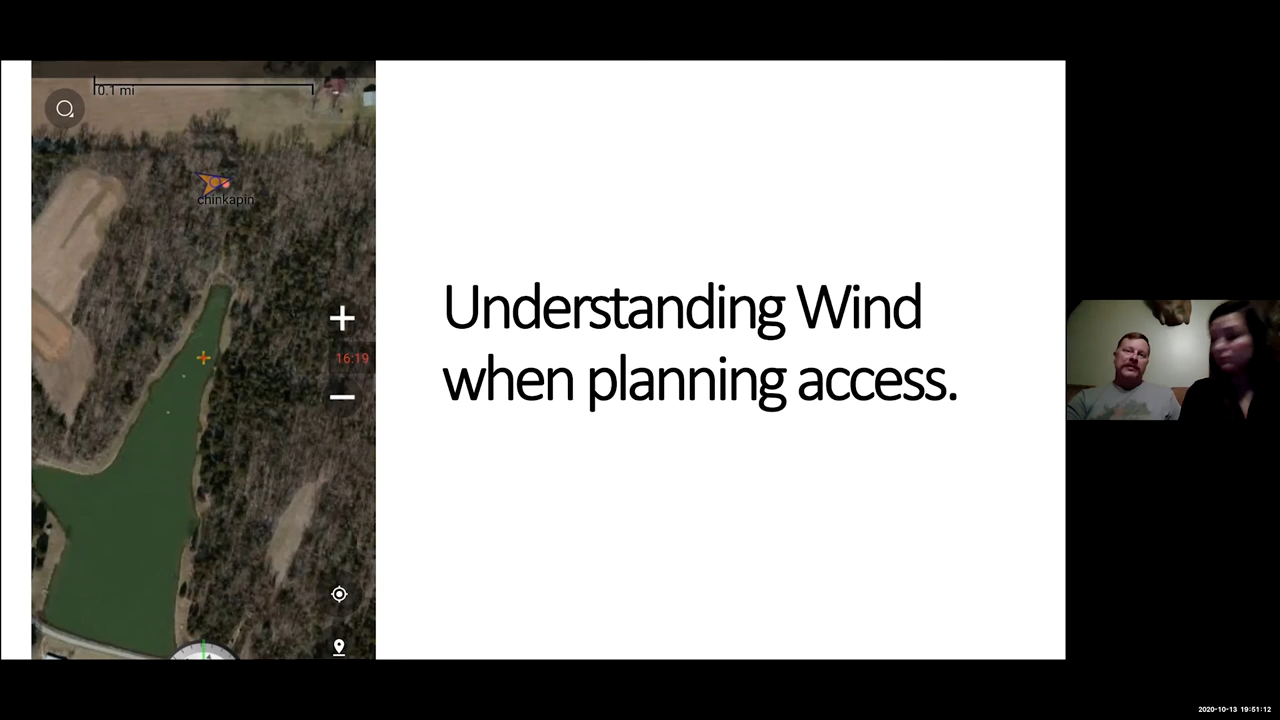 0.1 mi
chinkapin
16:19
Understanding Wind
when planning access.
2020-10-13 19:51:12